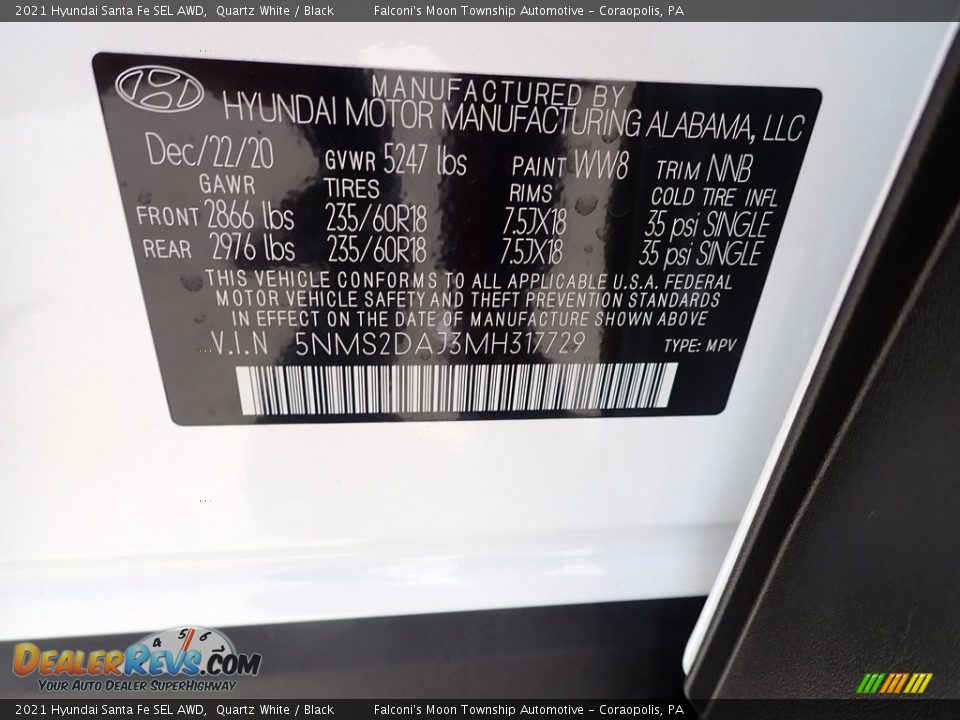 2021 Hyundai Santa Fe SEL AWD, Quartz White / Black Falconi's Moon Township Automotive - Coraopolis, PA
MANUFACTURED BY
HYUNDAI MOTOR MANUFACTURING ALABAMA, LLC
Dec/22/20 GVWR 5247 lbs PAINT WW8 TRIM NNB
GAWR TIRES RIMS COLD TIRE INFL
FRONT 2866 lbs 235/60R18 7.5JX18 35 psi SINGLE
REAR 2976 lbs 235/60R18 7.5JX18 35 psi SINGLE
THIS VEHICLE CONFORMS TO ALL APPLICABLE U.S.A. FEDERAL
MOTOR VEHICLE SAFETY AND THEFT PREVENTION STANDARDS
IN EFFECT ON THE DATE OF MANUFACTURE SHOWN ABOVE
V.I.N 5NMS2DAJ3MH317729 TYPE: MPV
4 5 6 7
DealerRevs.com
Your Auto Dealer SuperHighway
2021 Hyundai Santa Fe SEL AWD, Quartz White / Black Falconi's Moon Township Automotive - Coraopolis, PA